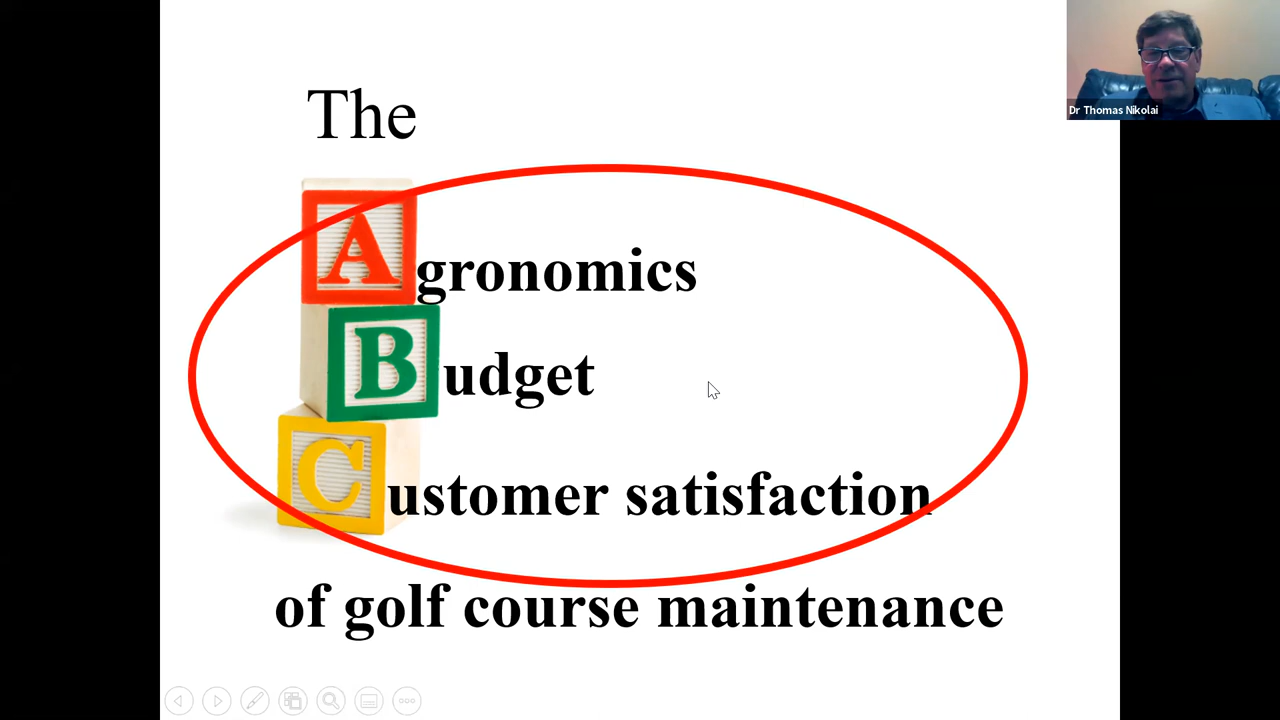 The
Agronomics
Budget
Customer satisfaction
of golf course maintenance
Dr Thomas Nikolai